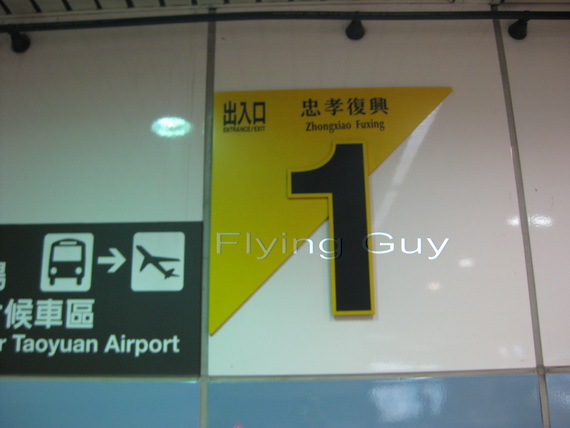 出入口
ENTRANCE/EXIT
忠孝復興
Zhongxiao Fuxing
1
Flying Guy
候車區
Taoyuan Airport